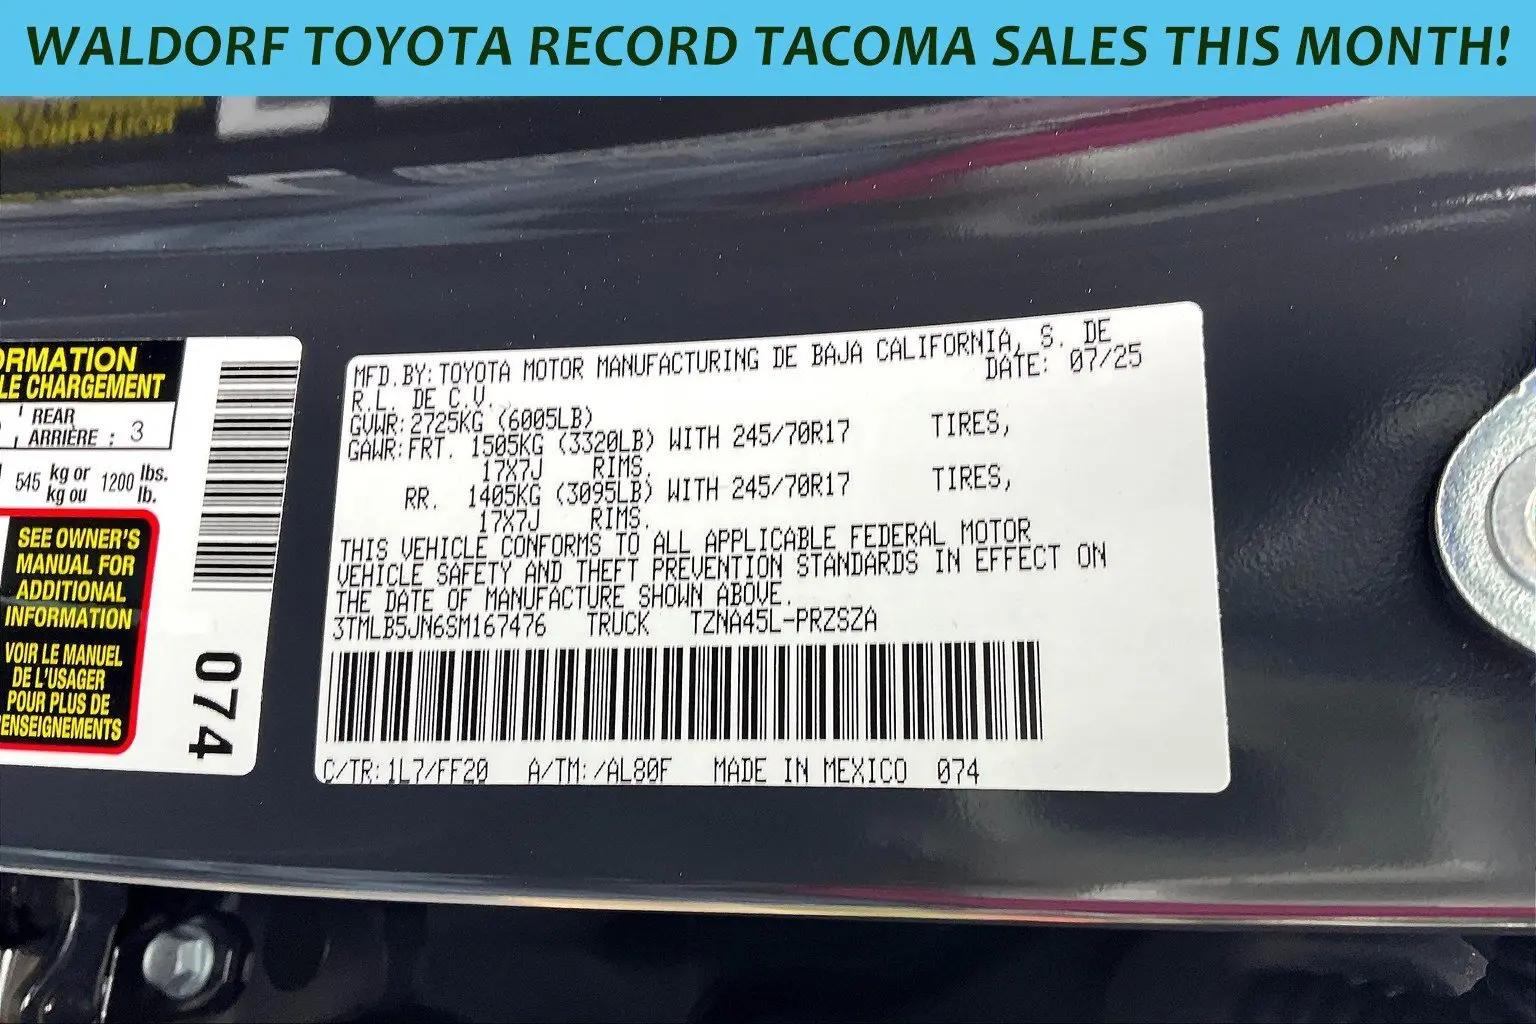 WALDORF TOYOTA RECORD TACOMA SALES THIS MONTH!
ORMATION
LE CHARGEMENT
REAR
ARRIÈRE : 3
545 kg or 1200 lbs.
kg ou lb.
SEE OWNER'S
MANUAL FOR
ADDITIONAL
INFORMATION
VOIR LE MANUEL
DE L'USAGER
POUR PLUS DE
ENSEIGNEMENTS
074
MFD. BY: TOYOTA MOTOR MANUFACTURING DE BAJA CALIFORNIA, S. DE
R.L. DE C.V. DATE: 07/25
GVWR: 2725KG (6005LB)
GAWR: FRT. 1505KG (3320LB) WITH 245/70R17 TIRES,
17X7J RIMS.
RR. 1405KG (3095LB) WITH 245/70R17 TIRES,
17X7J RIMS.
THIS VEHICLE CONFORMS TO ALL APPLICABLE FEDERAL MOTOR
VEHICLE SAFETY AND THEFT PREVENTION STANDARDS IN EFFECT ON
THE DATE OF MANUFACTURE SHOWN ABOVE.
3TMLB5JN6SM167476 TRUCK TZNA45L-PRZSZA
C/TR: 1L7/FF20 A/TM: /AL80F MADE IN MEXICO 074